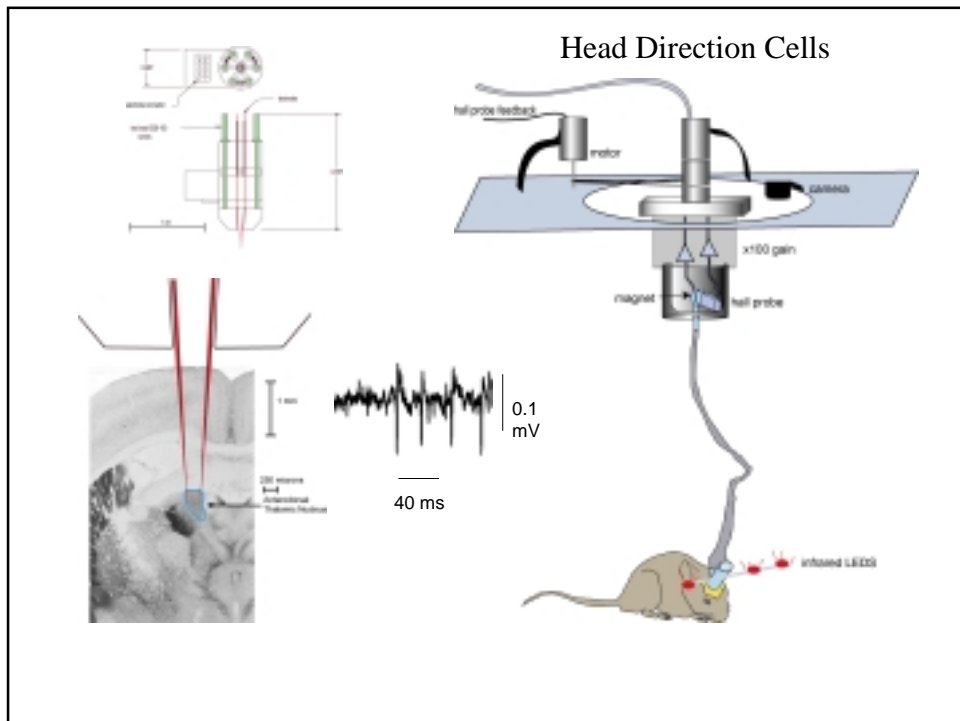 Head Direction Cells
hall probe feedback
motor
camera
x100 gain
magnet
hall probe
1 mm
0.1
mV
40 ms
250 microns
Anterodorsal
Thalamic Nucleus
infrared LEDS